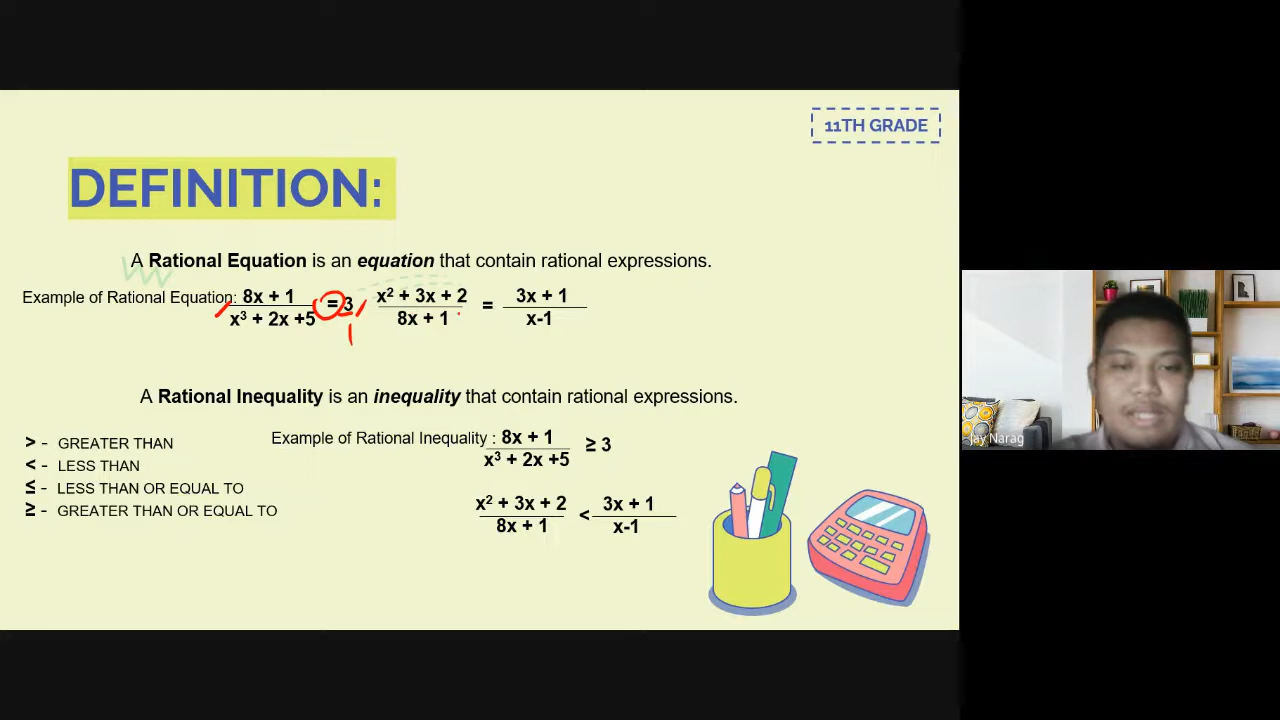 11TH GRADE
DEFINITION:
A Rational Equation is an equation that contain rational expressions.
Example of Rational Equation: 8x + 1 / x³ + 2x +5 = 3/1, x² + 3x + 2 / 8x + 1 = 3x + 1 / x-1
A Rational Inequality is an inequality that contain rational expressions.
> - GREATER THAN
< - LESS THAN
≤ - LESS THAN OR EQUAL TO
≥ - GREATER THAN OR EQUAL TO
Example of Rational Inequality : 8x + 1 / x³ + 2x +5 ≥ 3
x² + 3x + 2 / 8x + 1 < 3x + 1 / x-1
Jay Narag